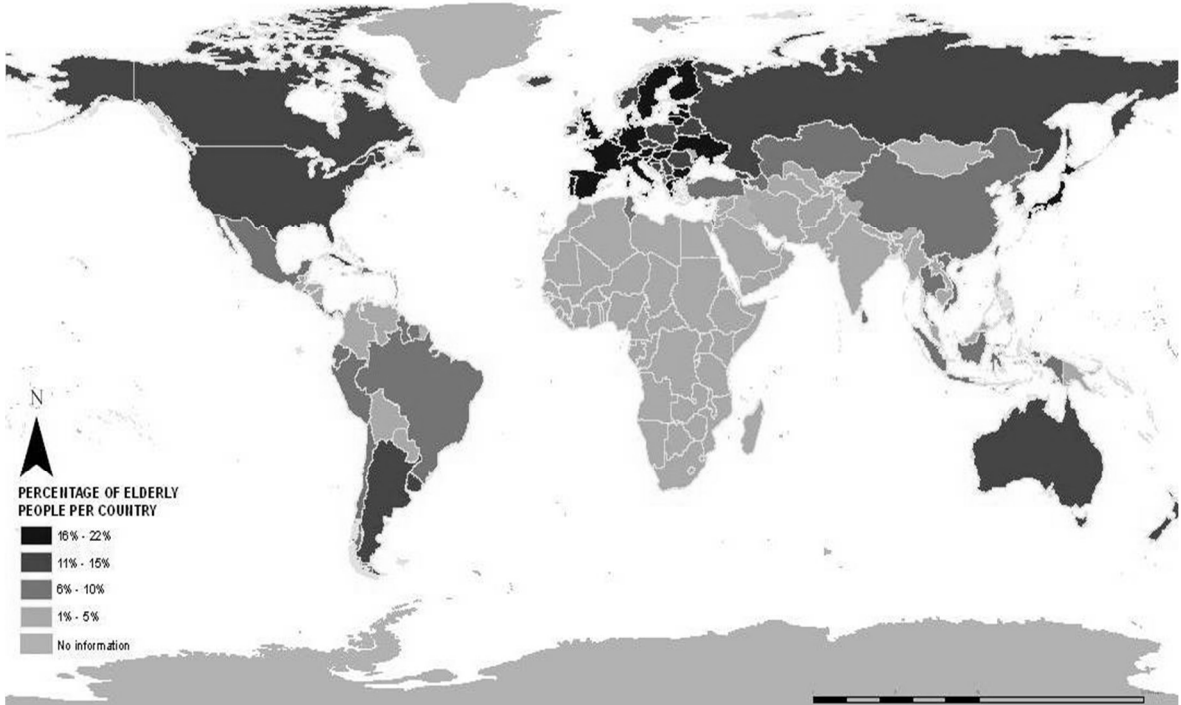 N
PERCENTAGE OF ELDERLY
PEOPLE PER COUNTRY
16% - 22%
11% - 15%
6% - 10%
1% - 5%
No information